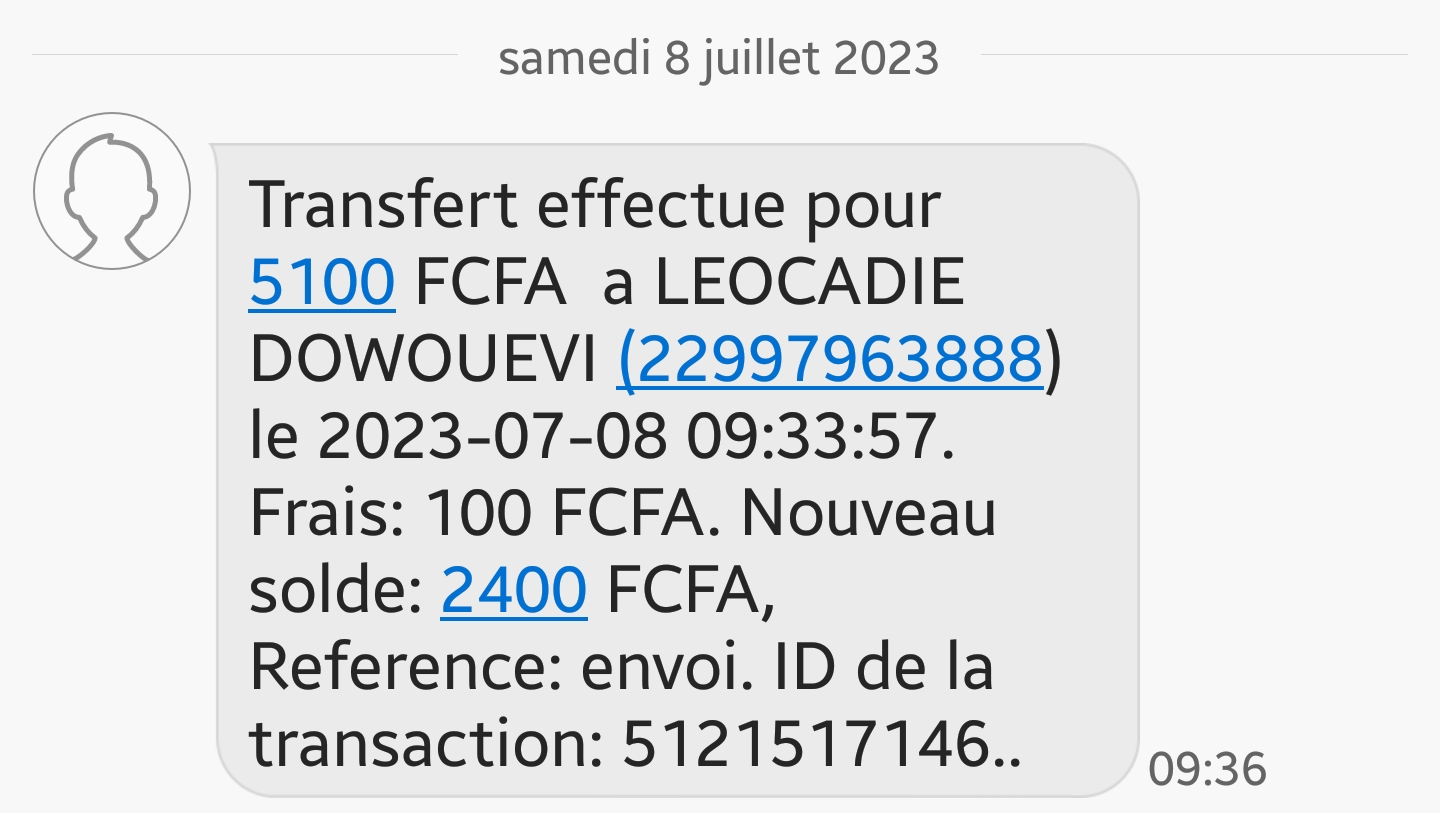 samedi 8 juillet 2023
Transfert effectue pour
5100 FCFA  a LEOCADIE
DOWOUEVI (22997963888)
le 2023-07-08 09:33:57.
Frais: 100 FCFA. Nouveau
solde: 2400 FCFA,
Reference: envoi. ID de la
transaction: 5121517146..
09:36